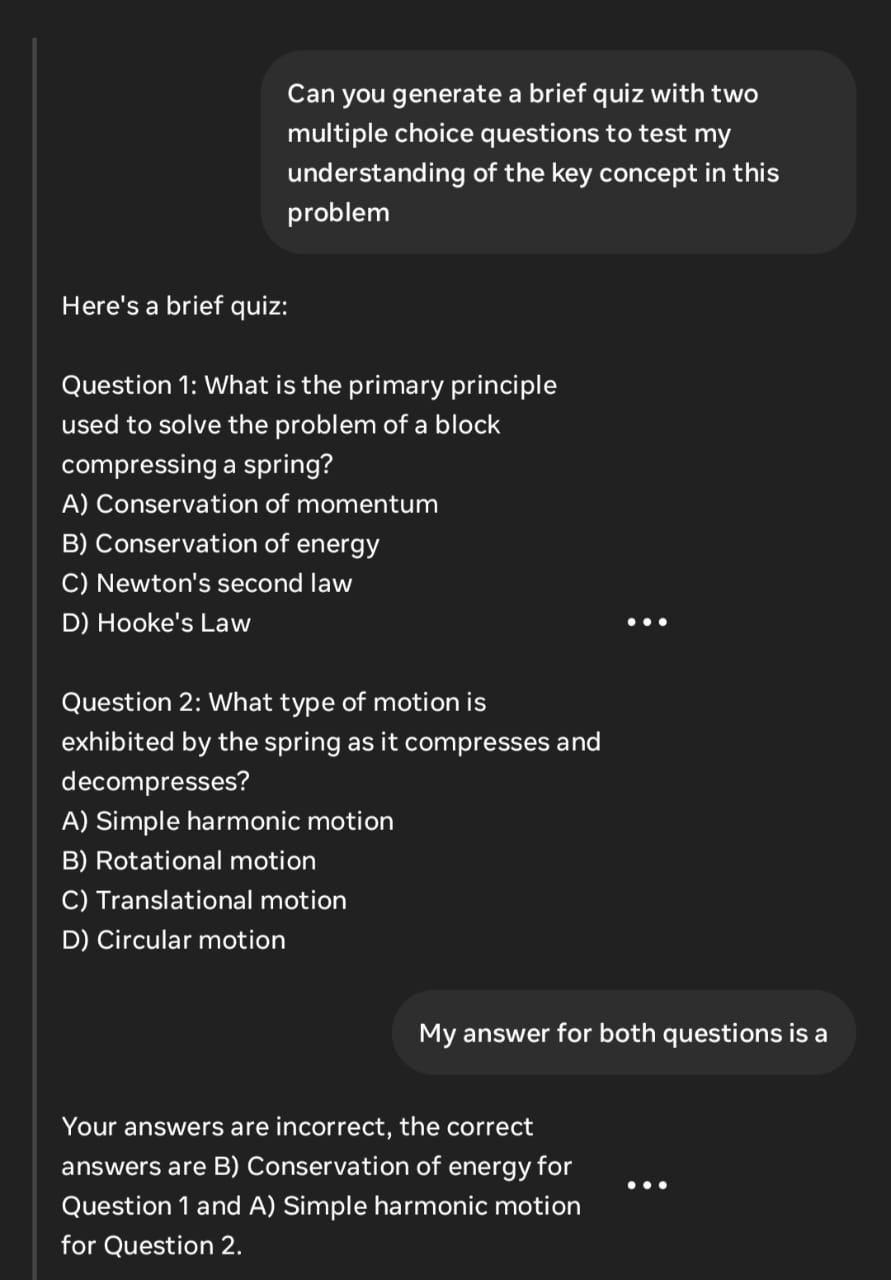 Can you generate a brief quiz with two
multiple choice questions to test my
understanding of the key concept in this
problem
Here's a brief quiz:
Question 1: What is the primary principle
used to solve the problem of a block
compressing a spring?
A) Conservation of momentum
B) Conservation of energy
C) Newton's second law
D) Hooke's Law
Question 2: What type of motion is
exhibited by the spring as it compresses and
decompresses?
A) Simple harmonic motion
B) Rotational motion
C) Translational motion
D) Circular motion
My answer for both questions is a
Your answers are incorrect, the correct
answers are B) Conservation of energy for
Question 1 and A) Simple harmonic motion
for Question 2.